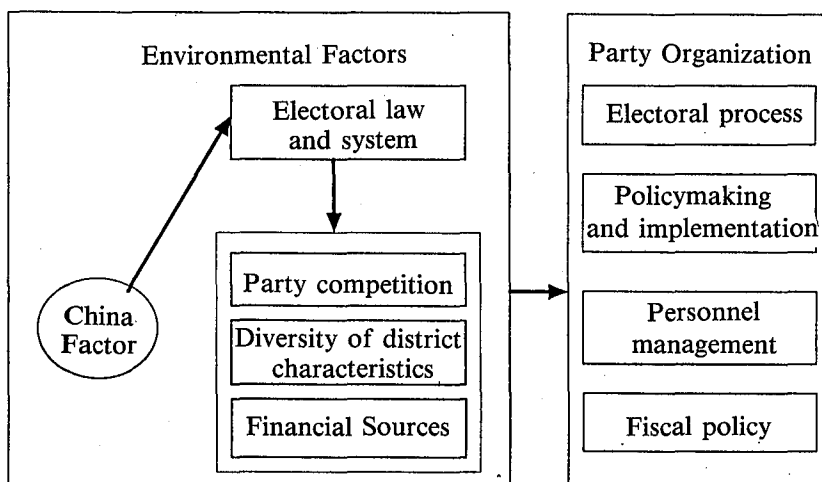 Environmental Factors
Electoral law
and system
China
Factor
Party competition
Diversity of district
characteristics
Financial Sources
Party Organization
Electoral process
Policymaking
and implementation
Personnel
management
Fiscal policy